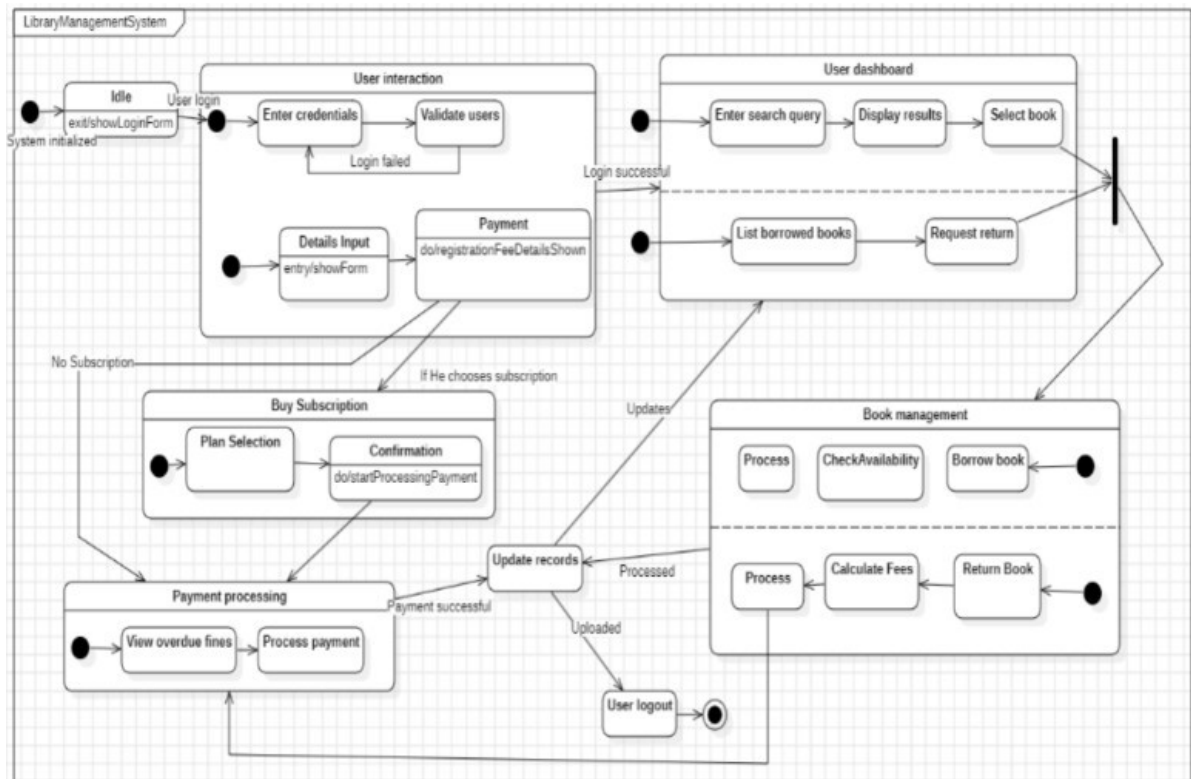 LibraryManagementSystem
Idle
exit/showLoginForm
System initialized
User login
User interaction
Enter credentials
Validate users
Login failed
Details Input
entry/showForm
Payment
do/registrationFeeDetailsShown
Login successful
User dashboard
Enter search query
Display results
Select book
List borrowed books
Request return
No Subscription
If He chooses subscription
Buy Subscription
Plan Selection
Confirmation
do/startProcessingPayment
Updates
Book management
Process
CheckAvailability
Borrow book
Process
Calculate Fees
Return Book
Update records
Processed
Payment processing
View overdue fines
Process payment
Payment successful
Uploaded
User logout